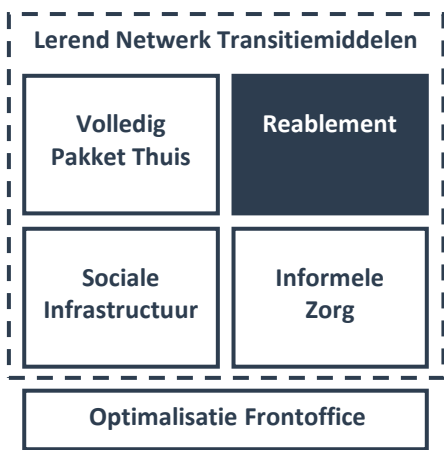 Lerend Netwerk Transitiemiddelen
Volledig
Pakket Thuis
Reablement
Sociale
Infrastructuur
Informele
Zorg
Optimalisatie Frontoffice